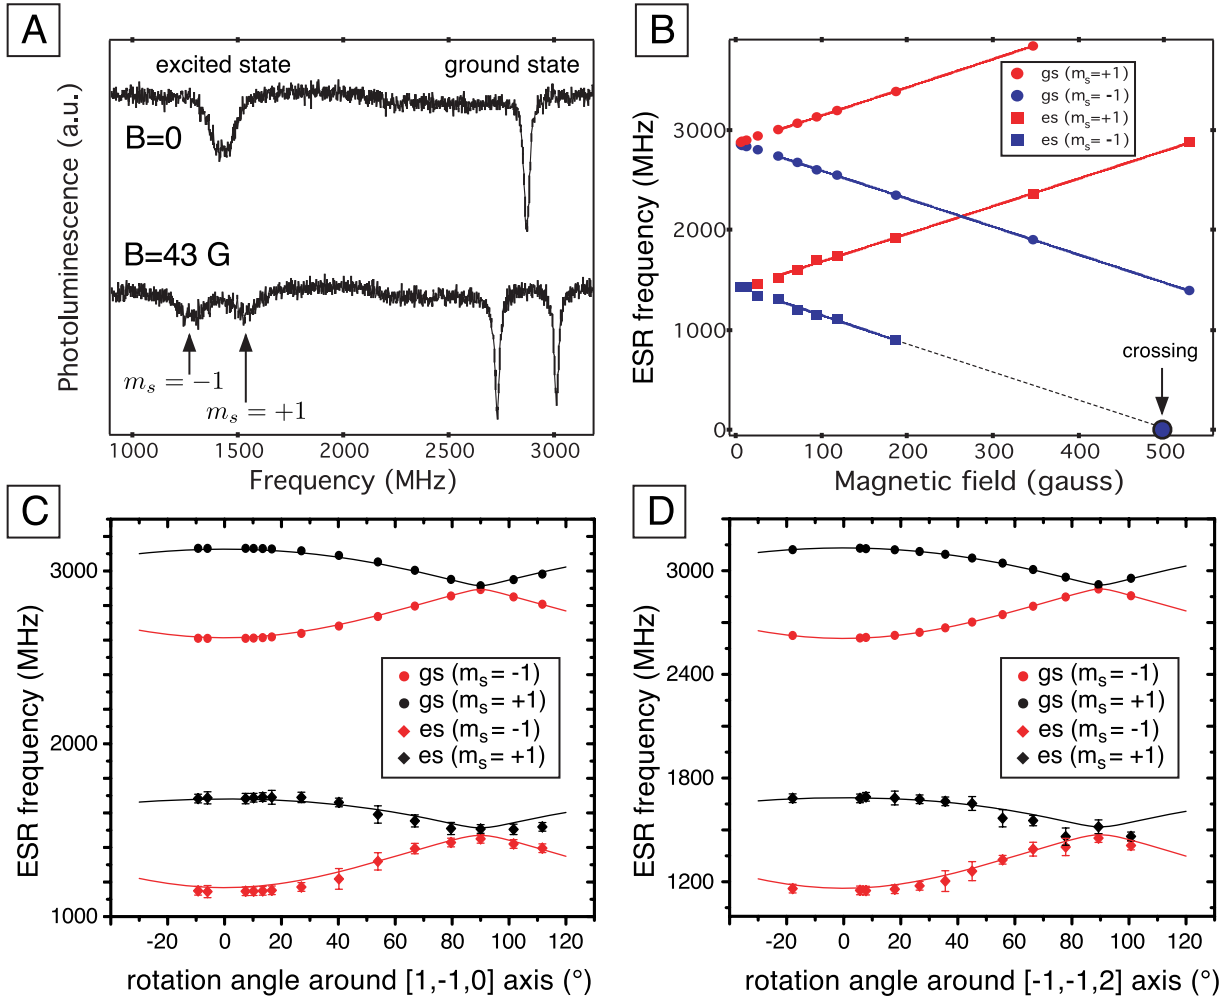 A
excited state
ground state
B=0
B=43 G
m_s = −1
m_s = +1
Photoluminescence (a.u.)
1000 1500 2000 2500 3000
Frequency (MHz)
B
gs (m_s=+1)
gs (m_s= -1)
es (m_s=+1)
es (m_s= -1)
3000
2000
1000
0
crossing
ESR frequency (MHz)
0 100 200 300 400 500
Magnetic field (gauss)
C
3000
2000
1000
gs (m_s= -1)
gs (m_s= +1)
es (m_s= -1)
es (m_s= +1)
ESR frequency (MHz)
-20 0 20 40 60 80 100 120
rotation angle around [1,-1,0] axis (°)
D
3000
2400
1800
1200
gs (m_s= -1)
gs (m_s= +1)
es (m_s= -1)
es (m_s= +1)
ESR frequency (MHz)
-20 0 20 40 60 80 100 120
rotation angle around [-1,-1,2] axis (°)